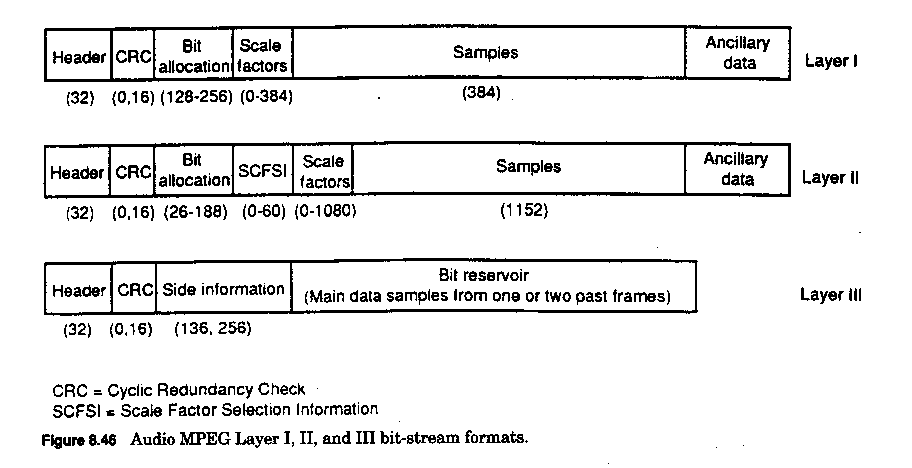 Header CRC Bit allocation Scale factors Samples Ancillary data Layer I
(32) (0,16) (128-256) (0-384) (384)
Header CRC Bit allocation SCFSI Scale factors Samples Ancillary data Layer II
(32) (0,16) (26-188) (0-60) (0-1080) (1152)
Header CRC Side information Bit reservoir (Main data samples from one or two past frames) Layer III
(32) (0,16) (136, 256)
CRC = Cyclic Redundancy Check
SCFSI = Scale Factor Selection Information
Figure 8.46 Audio MPEG Layer I, II, and III bit-stream formats.